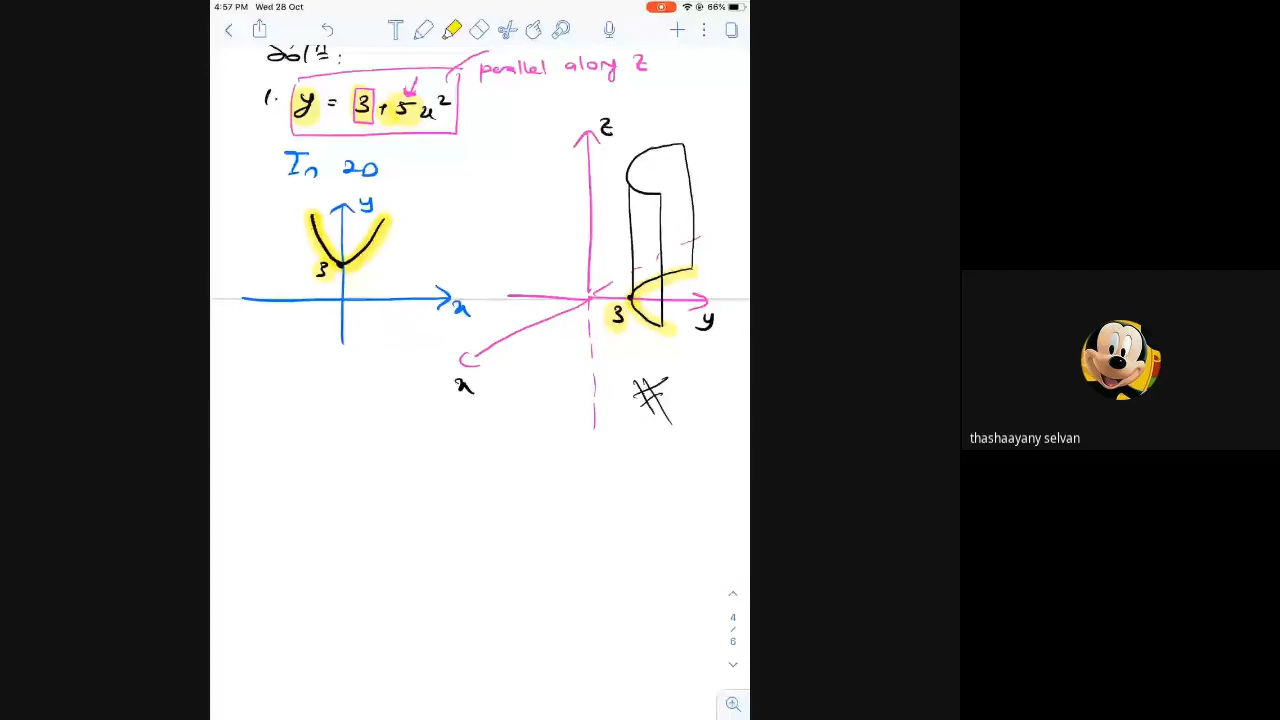 4:57 PM Wed 28 Oct
66%
Solⁿ:
parallel along z
1. y = 3 + 5x²
In 2D
y
3
x
z
3
y
x
thashaayany selvan
4
/
6